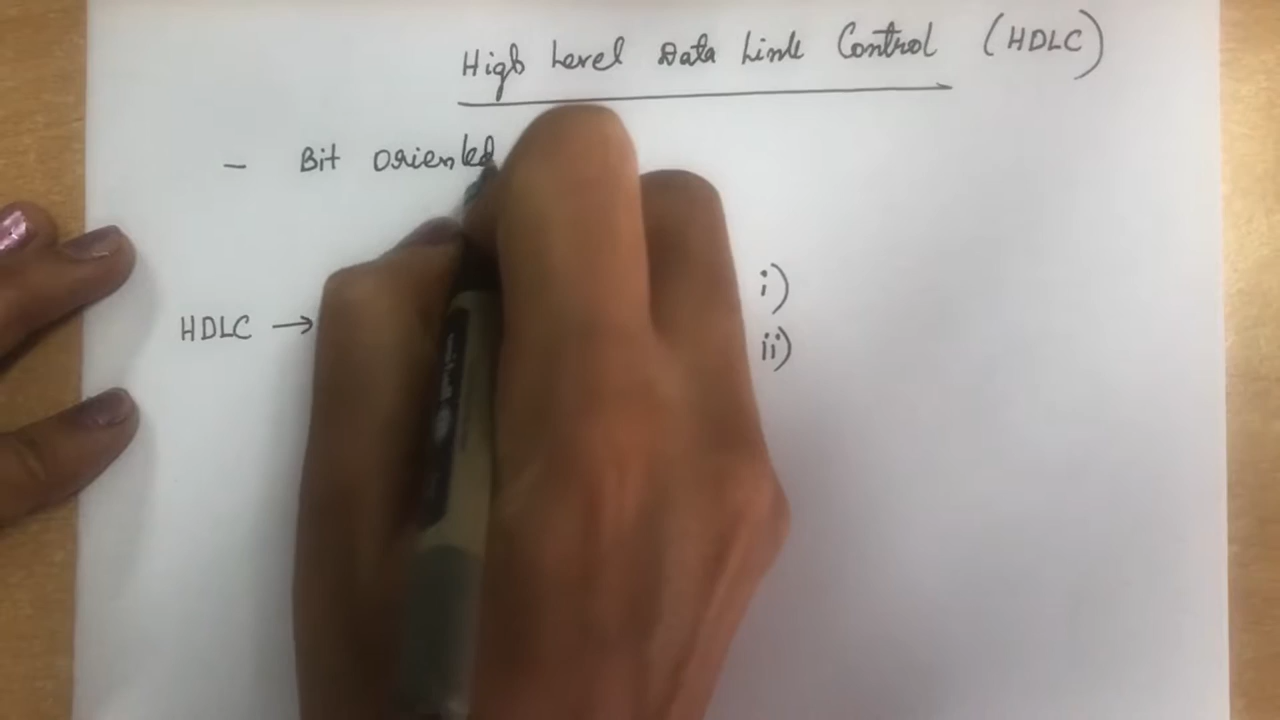 High Level Data Link Control (HDLC)
- Bit oriented
HDLC → i)
ii)